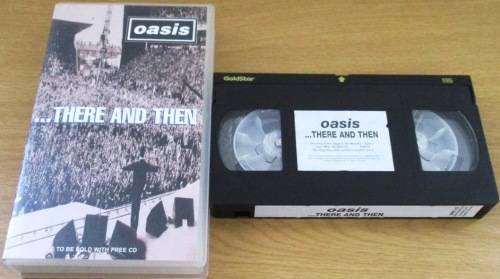 oasis
...THERE AND THEN
TO BE SOLD WITH FREE CD
GoldStar
VHS
oasis
...THERE AND THEN
oasis
...THERE AND THEN